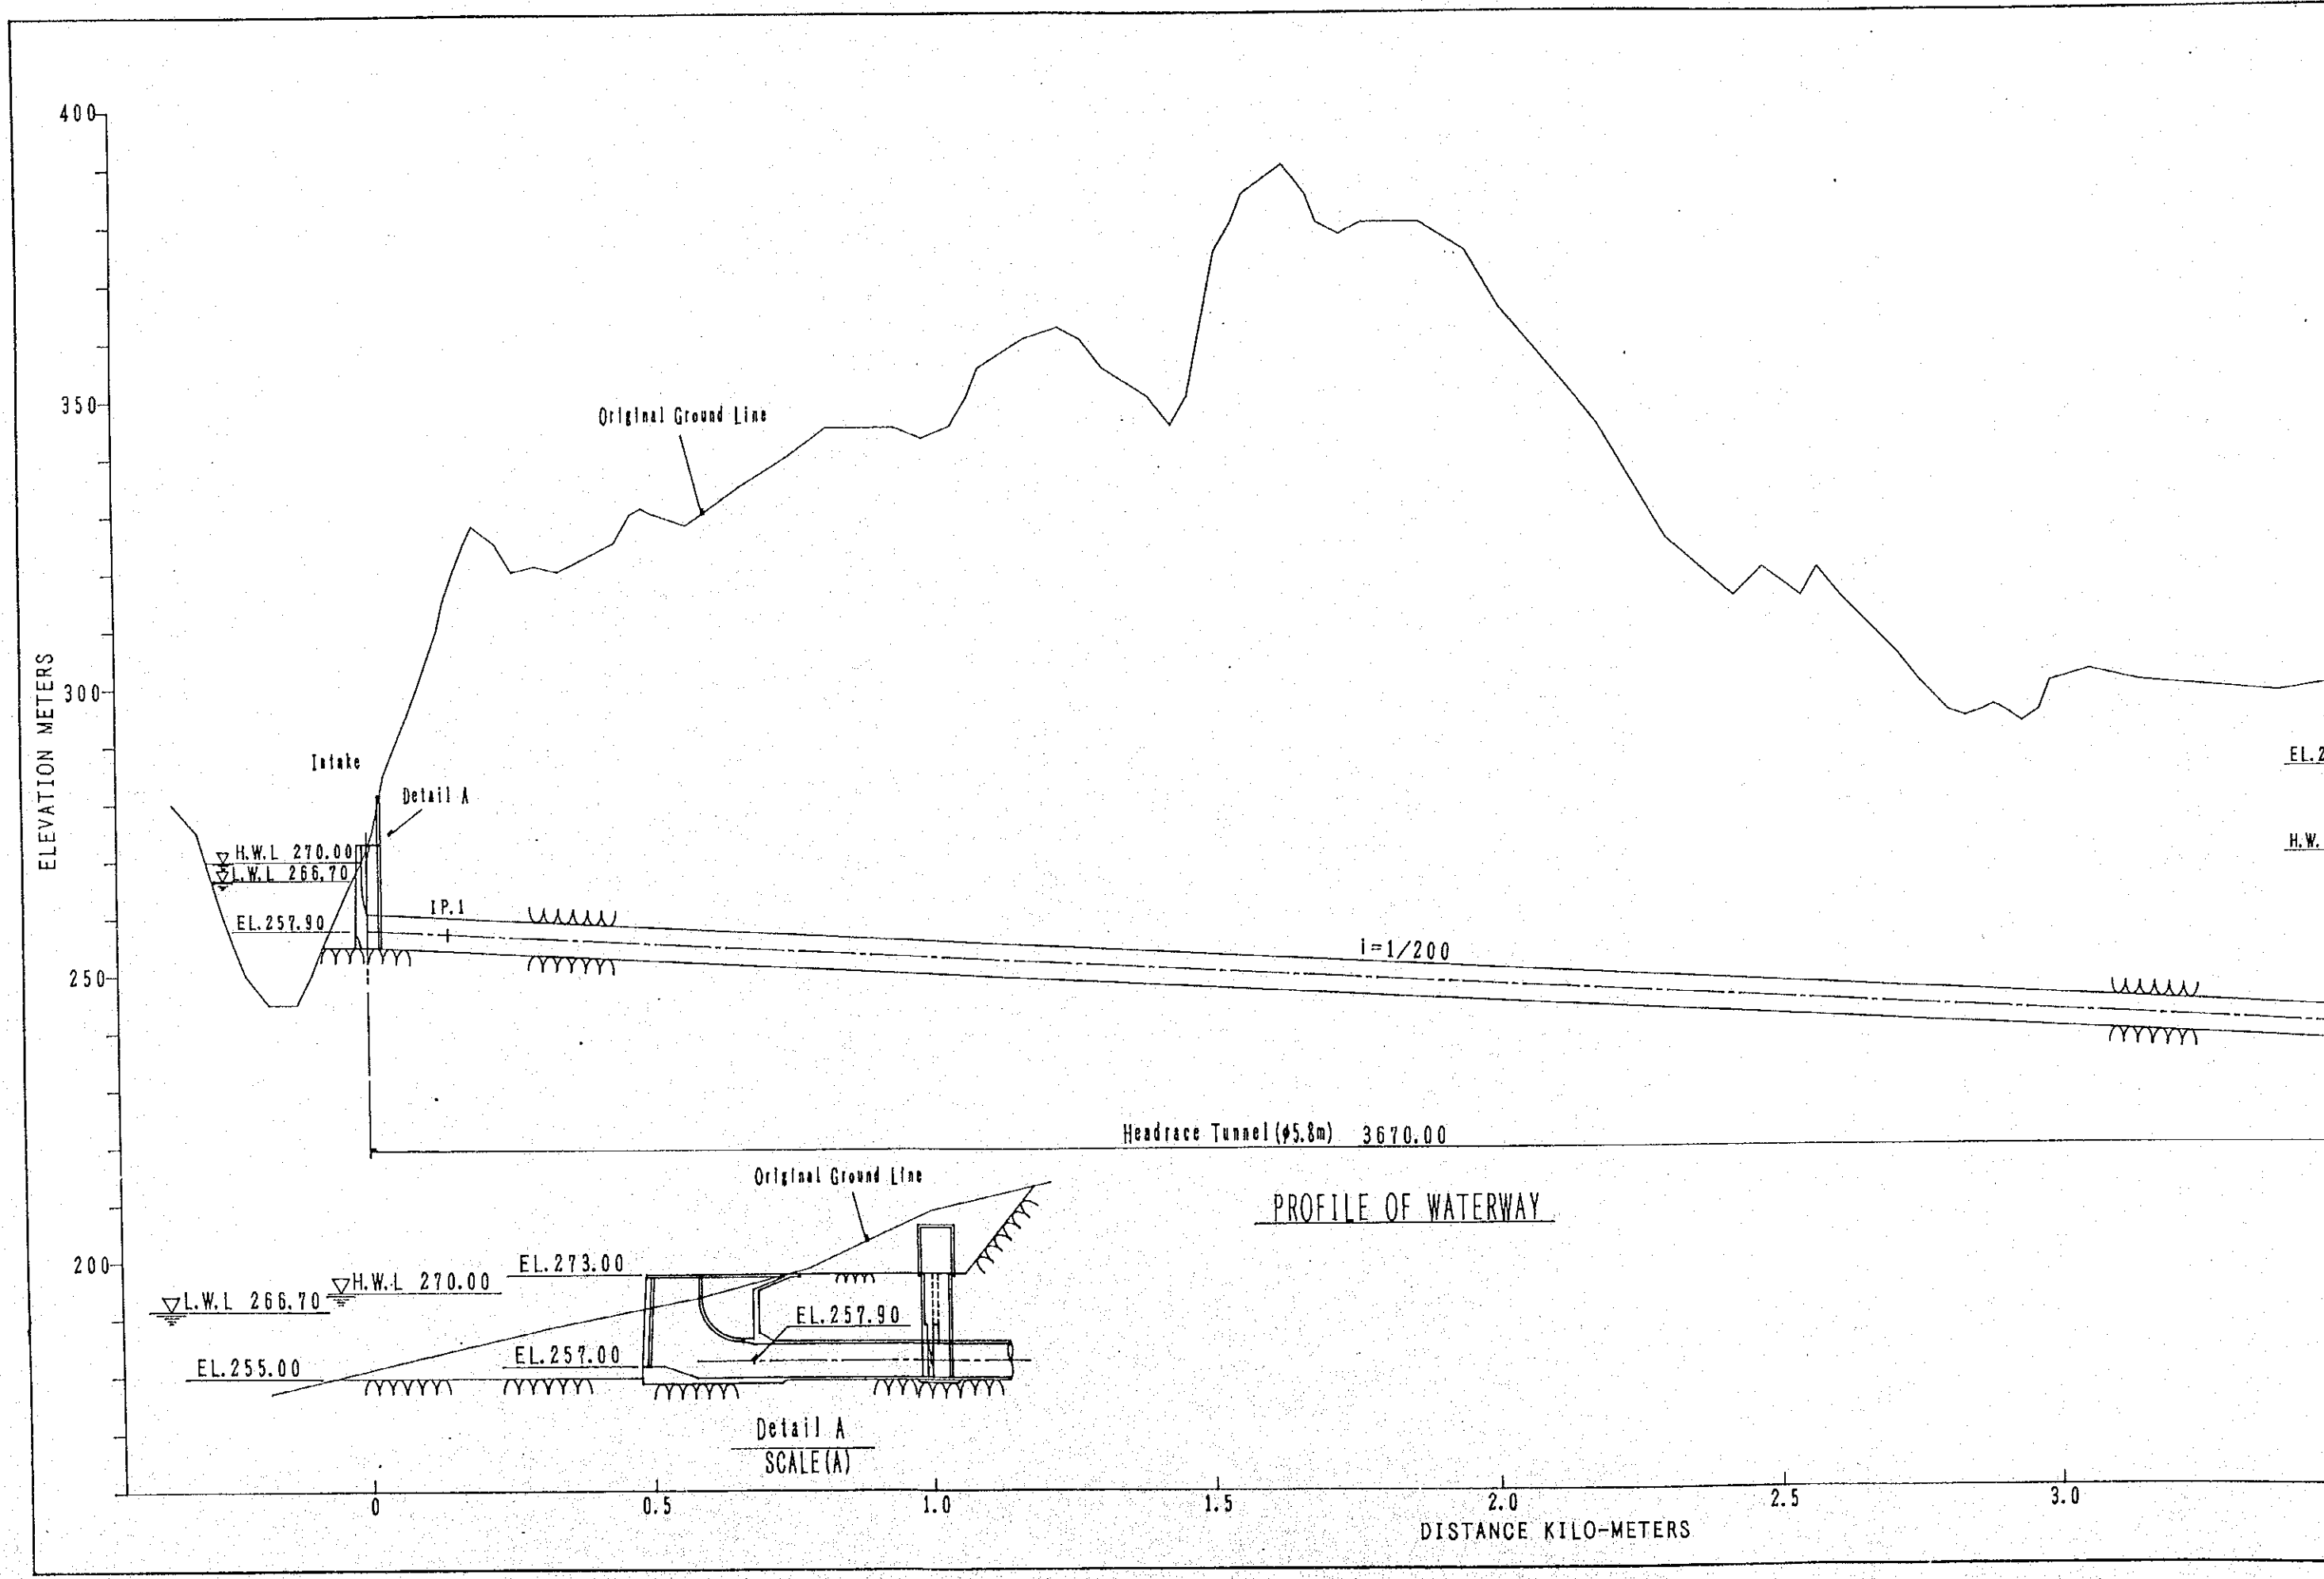 400
350
Original Ground Line
ELEVATION METERS
300
Intake
EL.2
Detail A
H.W.L 270.00
H.W.
L.W.L 266.70
IP.1
EL.257.90
i=1/200
250
Headrace Tunnel (φ5.8m) 3670.00
Original Ground Line
PROFILE OF WATERWAY
200
EL.273.00
H.W.L 270.00
L.W.L 266.70
EL.257.90
EL.257.00
EL.255.00
Detail A
SCALE(A)
0 0.5 1.0 1.5 2.0 2.5 3.0
DISTANCE KILO-METERS